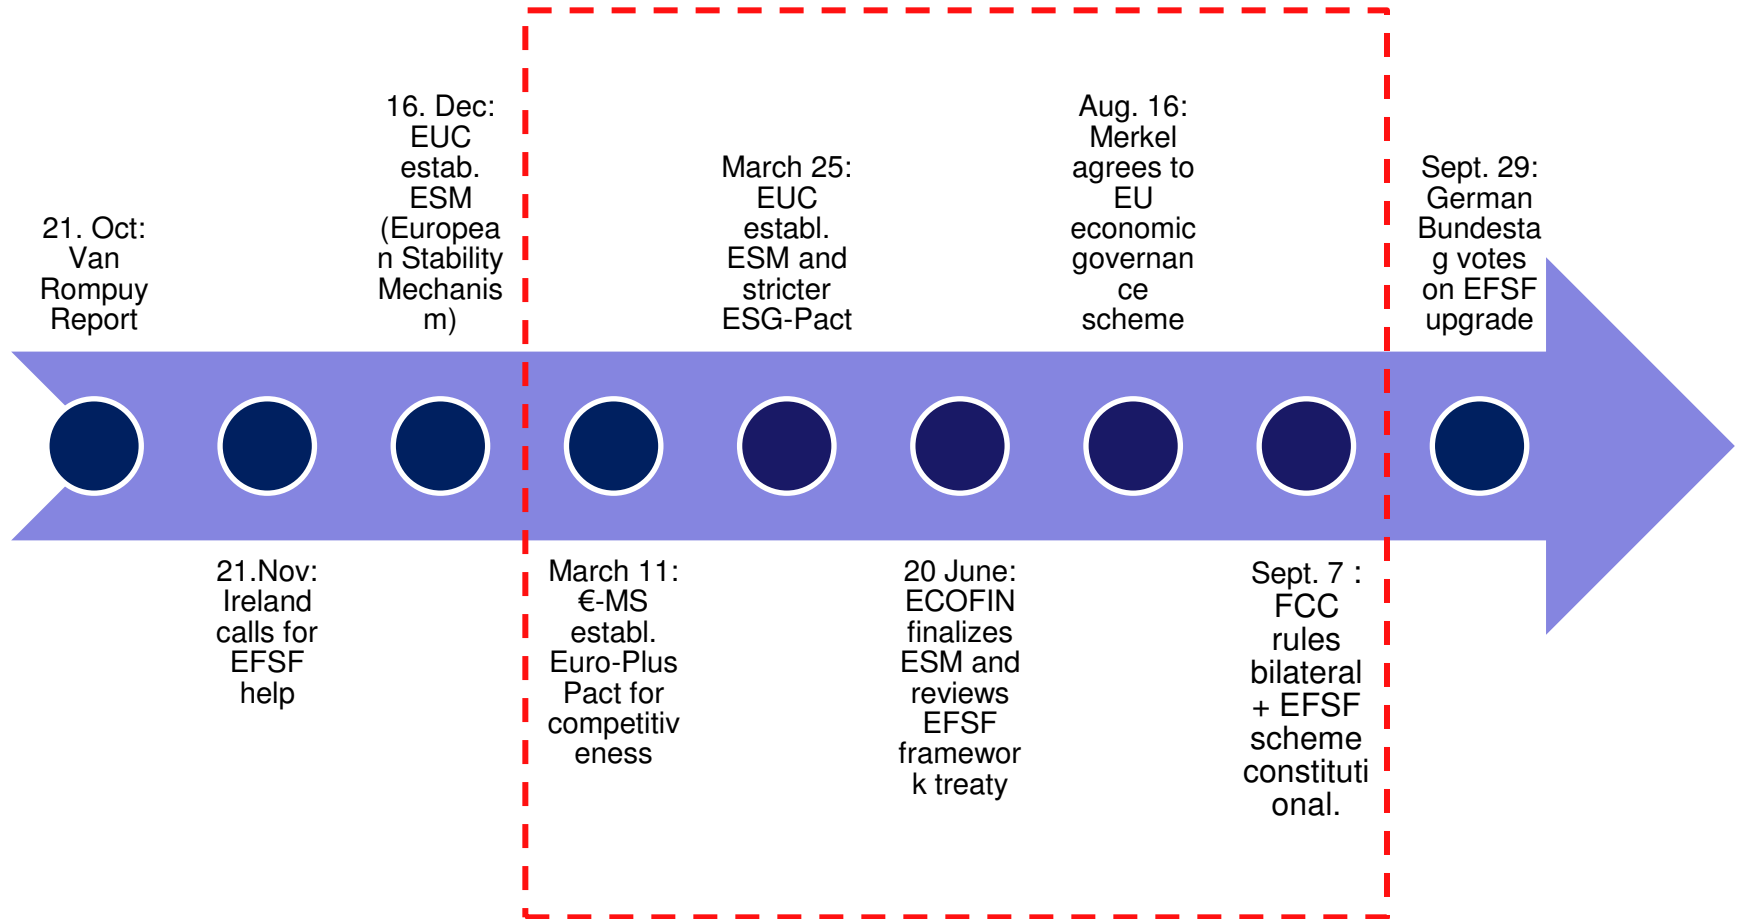 21. Oct:
Van
Rompuy
Report
21.Nov:
Ireland
calls for
EFSF
help
16. Dec:
EUC
estab.
ESM
(Europea
n Stability
Mechanis
m)
March 11:
€-MS
establ.
Euro-Plus
Pact for
competitiv
eness
March 25:
EUC
establ.
ESM and
stricter
ESG-Pact
20 June:
ECOFIN
finalizes
ESM and
reviews
EFSF
framewor
k treaty
Aug. 16:
Merkel
agrees to
EU
economic
governan
ce
scheme
Sept. 7 :
FCC
rules
bilateral
+ EFSF
scheme
constituti
onal.
Sept. 29:
German
Bundesta
g votes
on EFSF
upgrade